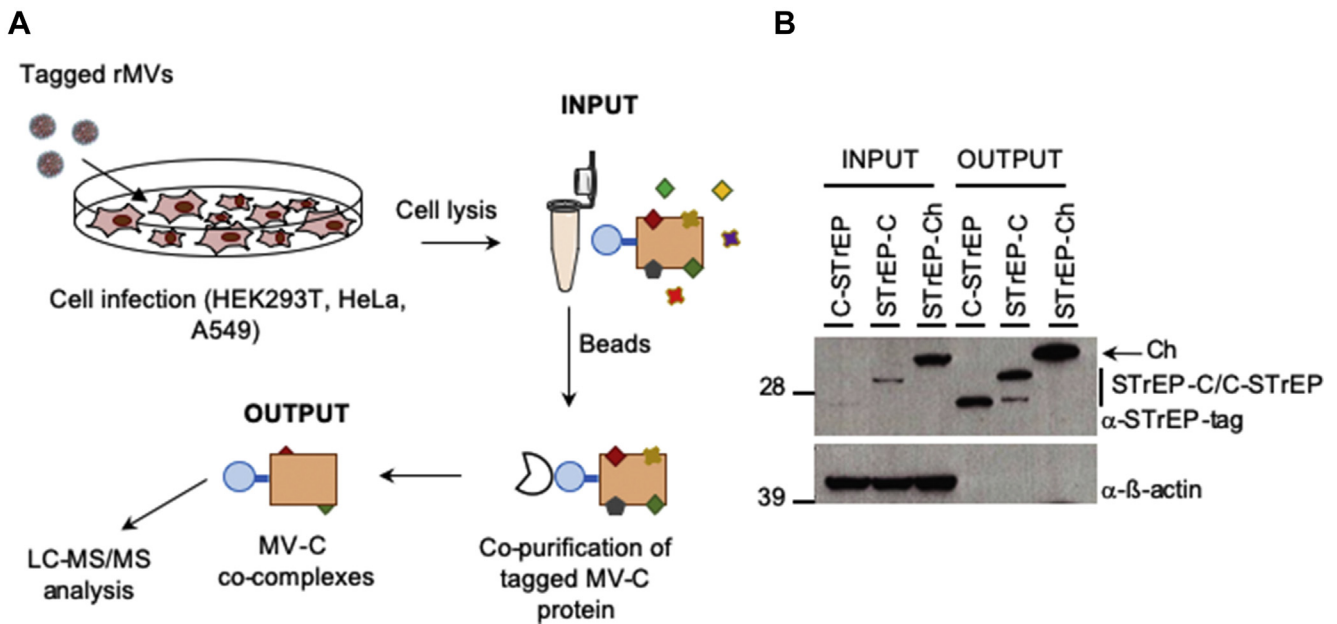 A
Tagged rMVs
Cell infection (HEK293T, HeLa,
A549)
Cell lysis
INPUT
Beads
OUTPUT
Co-purification of
tagged MV-C
protein
MV-C
co-complexes
LC-MS/MS
analysis
B
INPUT
OUTPUT
C-STrEP
STrEP-C
STrEP-Ch
C-STrEP
STrEP-C
STrEP-Ch
Ch
28
STrEP-C/C-STrEP
α-STrEP-tag
39
α-ß-actin